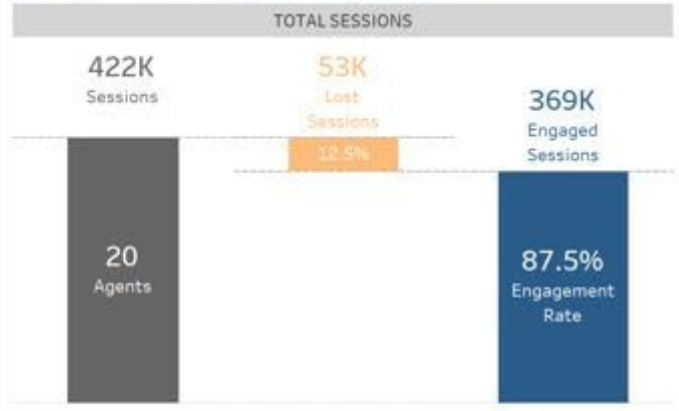 TOTAL SESSIONS
422K
Sessions
20
Agents
53K
Lost
Sessions
12.5%
369K
Engaged
Sessions
87.5%
Engagement
Rate